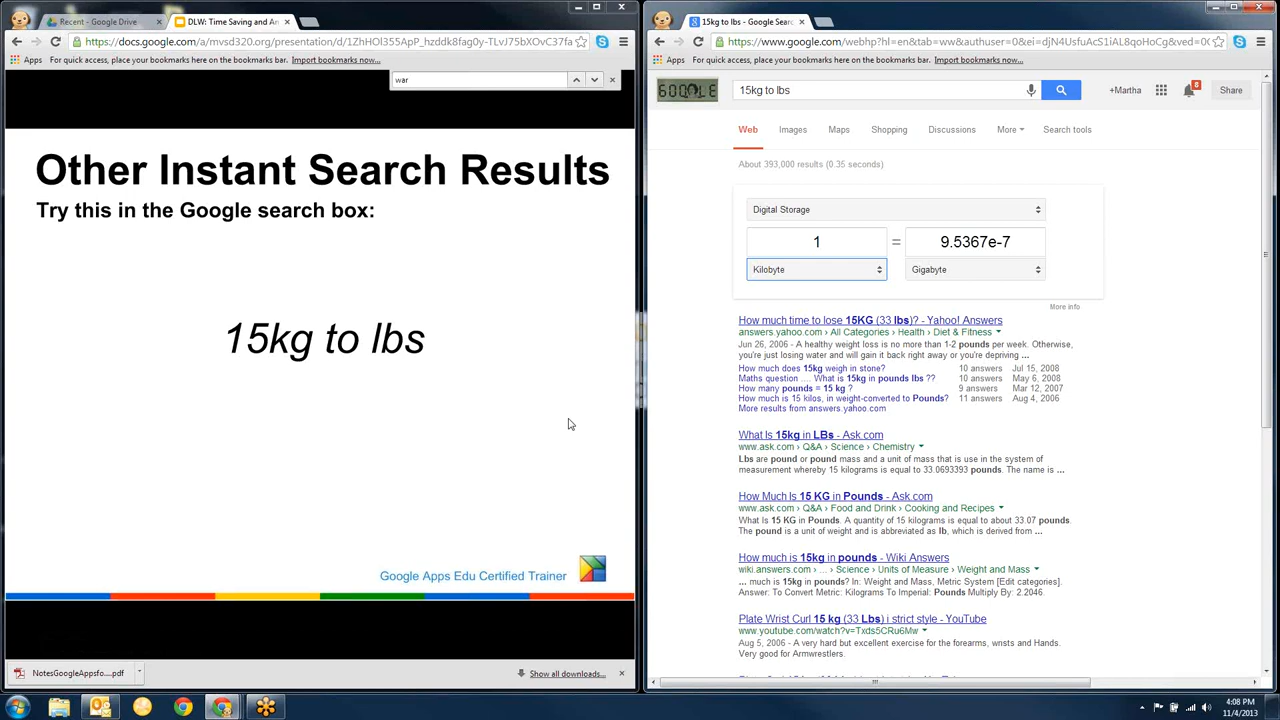 Recent - Google Drive
DLW: Time Saving and An
https://docs.google.com/a/mvsd320.org/presentation/d/1ZhHOl355ApP_hzddk8fag0y-TLvJ75bXOvC37fa
Apps For quick access, place your bookmarks here on the bookmarks bar. Import bookmarks now...
war
Other Instant Search Results
Try this in the Google search box:
15kg to lbs
Google Apps Edu Certified Trainer
NotesGoogleAppsfo....pdf
Show all downloads...
15kg to lbs - Google Searc
Apps For quick access, place your bookmarks here on the bookmarks bar. Import bookmarks now...
GOOGLE
15kg to lbs
+Martha
8
Share
Web Images Maps Shopping Discussions More Search tools
About 393,000 results (0.35 seconds)
Digital Storage
1 = 9.5367e-7
Kilobyte Gigabyte
More info
How much time to lose 15KG (33 lbs)? - Yahoo! Answers
answers.yahoo.com › All Categories › Health › Diet & Fitness
Jun 26, 2006 - A healthy weight loss is no more than 1-2 pounds per week. Otherwise,
you're just losing water and will gain it back right away or you're depriving ...
How much does 15kg weigh in stone? 10 answers Jul 15, 2008
Maths question .... What is 15kg in pounds lbs ?? 10 answers May 6, 2008
How many pounds = 15 kg ? 9 answers Mar 12, 2007
How much is 15 kilos, in weight-converted to Pounds? 11 answers Aug 4, 2006
More results from answers.yahoo.com
What Is 15kg in LBs - Ask.com
www.ask.com › Q&A › Science › Chemistry
Lbs are pound or pound mass and a unit of mass that is use in the system of
measurement whereby 15 kilograms is equal to 33.0693393 pounds. The name is ...
How Much Is 15 KG in Pounds - Ask.com
www.ask.com › Q&A › Food and Drink › Cooking and Recipes
What Is 15 KG in Pounds. A quantity of 15 kilograms is equal to about 33.07 pounds.
The pound is a unit of weight and is abbreviated as lb, which is derived from ...
How much is 15kg in pounds - Wiki Answers
wiki.answers.com › ... › Science › Units of Measure › Weight and Mass
... much is 15kg in pounds? In: Weight and Mass, Metric System [Edit categories].
Answer: To Convert Metric: Kilograms To Imperial: Pounds Multiply By: 2.2046.
Plate Wrist Curl 15 kg (33 Lbs) i strict style - YouTube
www.youtube.com/watch?v=Txds5CRu6Mw
Aug 5, 2006 - A very hard but excellent exercise for the forearms, wrists and Hands.
Very good for Armwrestlers.
4:08 PM
11/4/2013